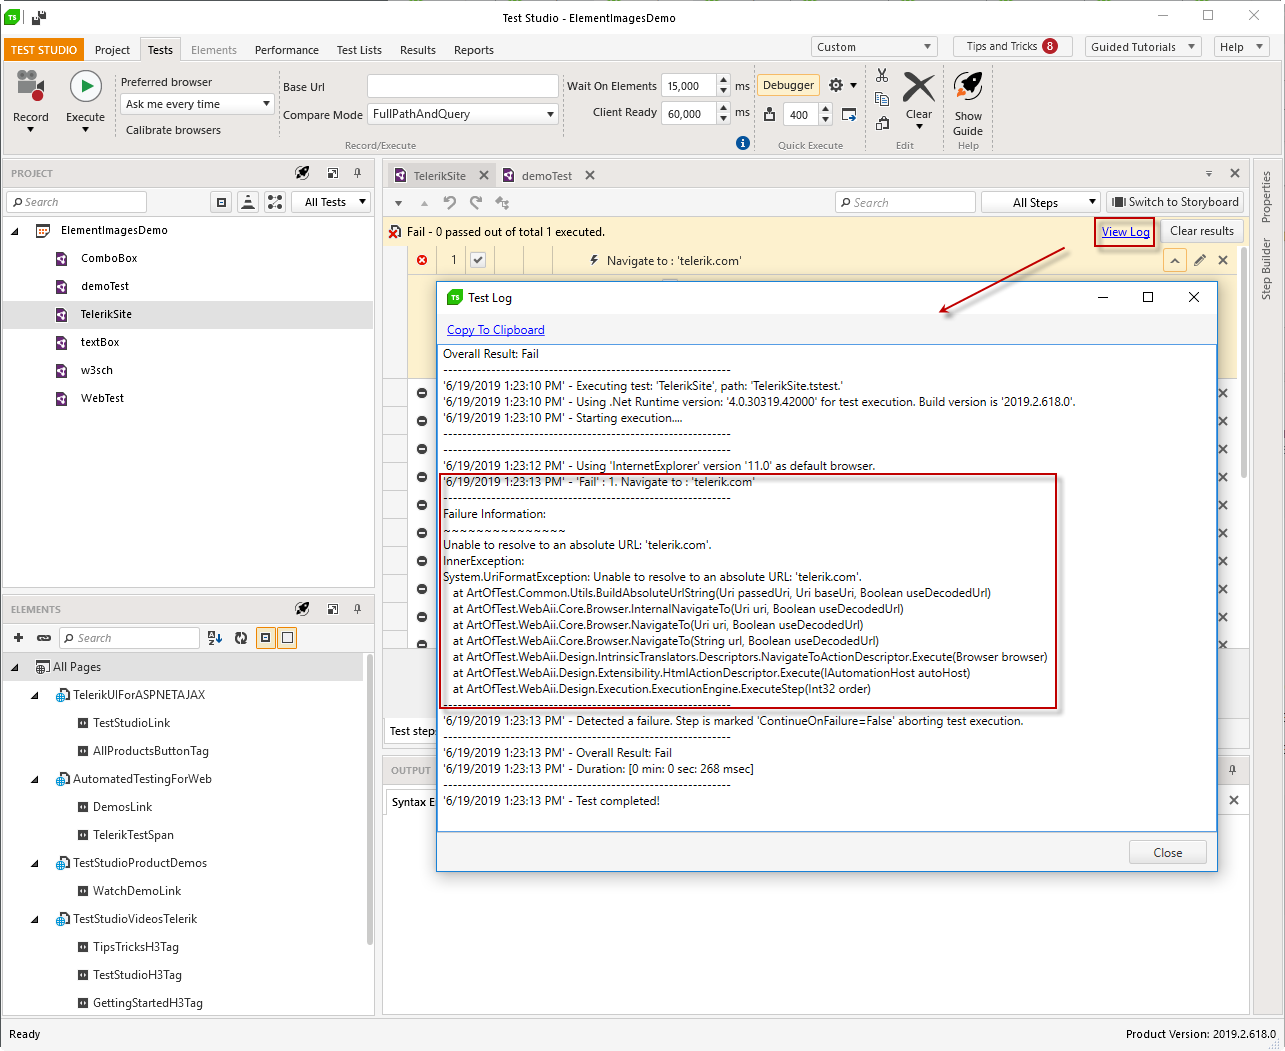 TS
Test Studio - ElementImagesDemo
TEST STUDIO
Project
Tests
Elements
Performance
Test Lists
Results
Reports
Custom
Tips and Tricks 8
Guided Tutorials
Help
Record
Execute
Preferred browser
Ask me every time
Calibrate browsers
Base Url
Compare Mode FullPathAndQuery
Record/Execute
Wait On Elements 15,000 ms
Client Ready 60,000 ms
Debugger
400
Quick Execute
Clear
Edit
Show
Guide
Help
PROJECT
Search
All Tests
ElementImagesDemo
ComboBox
demoTest
TelerikSite
textBox
w3sch
WebTest
ELEMENTS
Search
All Pages
TelerikUIForASPNETAJAX
TestStudioLink
AllProductsButtonTag
AutomatedTestingForWeb
DemosLink
TelerikTestSpan
TestStudioProductDemos
WatchDemoLink
TestStudioVideosTelerik
TipsTricksH3Tag
TestStudioH3Tag
GettingStartedH3Tag
TelerikSite
demoTest
Search
All Steps
Switch to Storyboard
Fail - 0 passed out of total 1 executed.
View Log
Clear results
1
Navigate to : 'telerik.com'
Properties
Step Builder
TS Test Log
Copy To Clipboard
Overall Result: Fail
------------------------------------------------------------
'6/19/2019 1:23:10 PM' - Executing test: 'TelerikSite', path: 'TelerikSite.tstest.'
'6/19/2019 1:23:10 PM' - Using .Net Runtime version: '4.0.30319.42000' for test execution. Build version is '2019.2.618.0'.
'6/19/2019 1:23:10 PM' - Starting execution....
------------------------------------------------------------
------------------------------------------------------------
'6/19/2019 1:23:12 PM' - Using 'InternetExplorer' version '11.0' as default browser.
'6/19/2019 1:23:13 PM' - 'Fail' : 1. Navigate to : 'telerik.com'
------------------------------------------------------------
Failure Information:
~~~~~~~~~~~~~~~
Unable to resolve to an absolute URL: 'telerik.com'.
InnerException:
System.UriFormatException: Unable to resolve to an absolute URL: 'telerik.com'.
at ArtOfTest.Common.Utils.BuildAbsoluteUrlString(Uri passedUri, Uri baseUri, Boolean useDecodedUrl)
at ArtOfTest.WebAii.Core.Browser.InternalNavigateTo(Uri uri, Boolean useDecodedUrl)
at ArtOfTest.WebAii.Core.Browser.NavigateTo(Uri uri, Boolean useDecodedUrl)
at ArtOfTest.WebAii.Core.Browser.NavigateTo(String url, Boolean useDecodedUrl)
at ArtOfTest.WebAii.Design.IntrinsicTranslators.Descriptors.NavigateToActionDescriptor.Execute(Browser browser)
at ArtOfTest.WebAii.Design.Extensibility.HtmlActionDescriptor.Execute(IAutomationHost autoHost)
at ArtOfTest.WebAii.Design.Execution.ExecutionEngine.ExecuteStep(Int32 order)
------------------------------------------------------------
'6/19/2019 1:23:13 PM' - Detected a failure. Step is marked 'ContinueOnFailure=False' aborting test execution.
------------------------------------------------------------
'6/19/2019 1:23:13 PM' - Overall Result: Fail
'6/19/2019 1:23:13 PM' - Duration: [0 min: 0 sec: 268 msec]
------------------------------------------------------------
'6/19/2019 1:23:13 PM' - Test completed!
Close
Test step
OUTPUT
Syntax E
Ready
Product Version: 2019.2.618.0